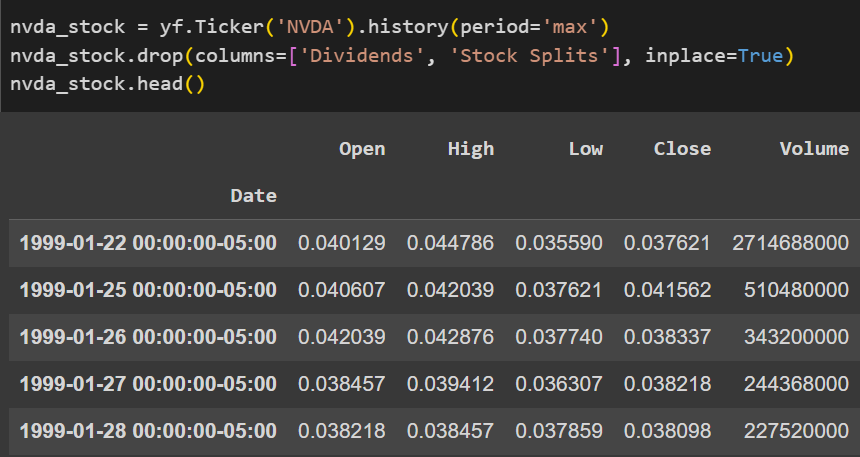 nvda_stock = yf.Ticker('NVDA').history(period='max')
nvda_stock.drop(columns=['Dividends', 'Stock Splits'], inplace=True)
nvda_stock.head()
Open High Low Close Volume
Date
1999-01-22 00:00:00-05:00 0.040129 0.044786 0.035590 0.037621 2714688000
1999-01-25 00:00:00-05:00 0.040607 0.042039 0.037621 0.041562 510480000
1999-01-26 00:00:00-05:00 0.042039 0.042876 0.037740 0.038337 343200000
1999-01-27 00:00:00-05:00 0.038457 0.039412 0.036307 0.038218 244368000
1999-01-28 00:00:00-05:00 0.038218 0.038457 0.037859 0.038098 227520000